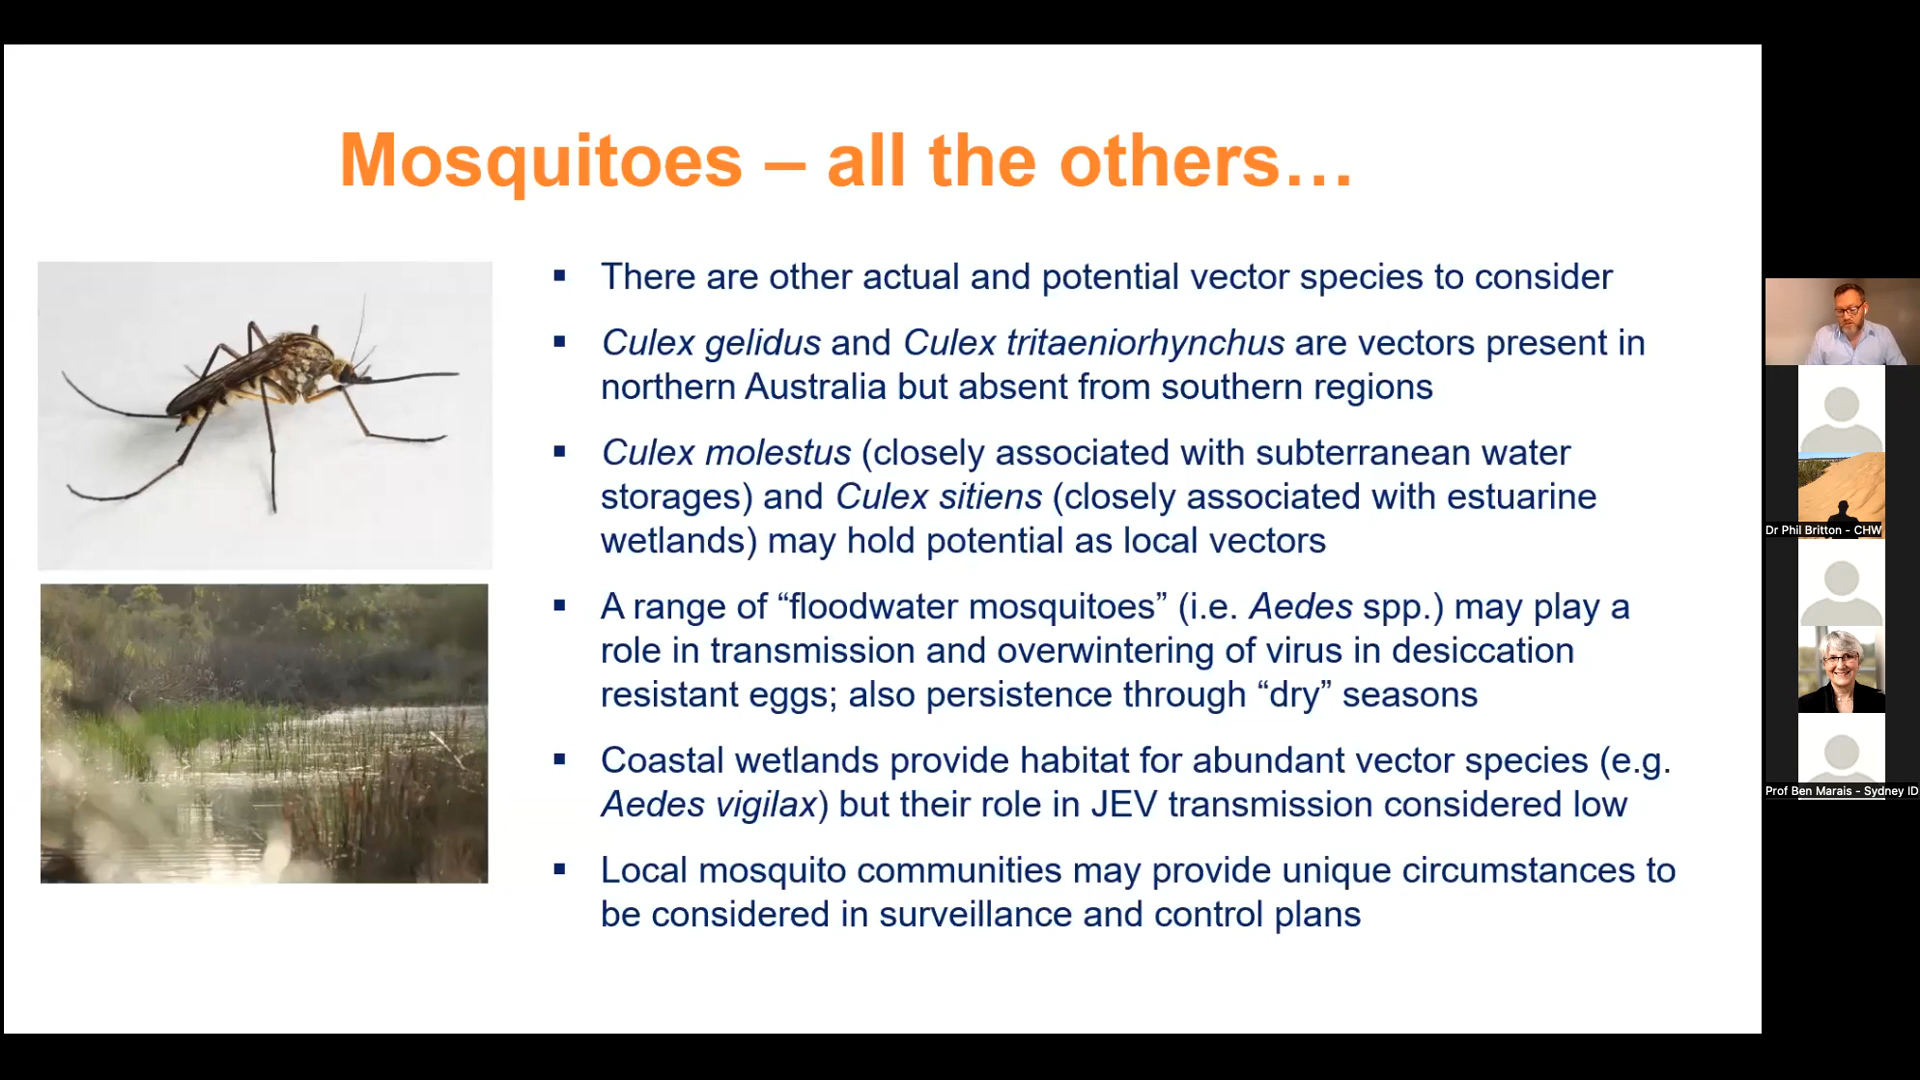 Mosquitoes – all the others…
▪ There are other actual and potential vector species to consider
▪ Culex gelidus and Culex tritaeniorhynchus are vectors present in
northern Australia but absent from southern regions
▪ Culex molestus (closely associated with subterranean water
storages) and Culex sitiens (closely associated with estuarine
wetlands) may hold potential as local vectors
▪ A range of “floodwater mosquitoes” (i.e. Aedes spp.) may play a
role in transmission and overwintering of virus in desiccation
resistant eggs; also persistence through “dry” seasons
▪ Coastal wetlands provide habitat for abundant vector species (e.g.
Aedes vigilax) but their role in JEV transmission considered low
▪ Local mosquito communities may provide unique circumstances to
be considered in surveillance and control plans
Dr Phil Britton - CHW
Prof Ben Marais - Sydney ID